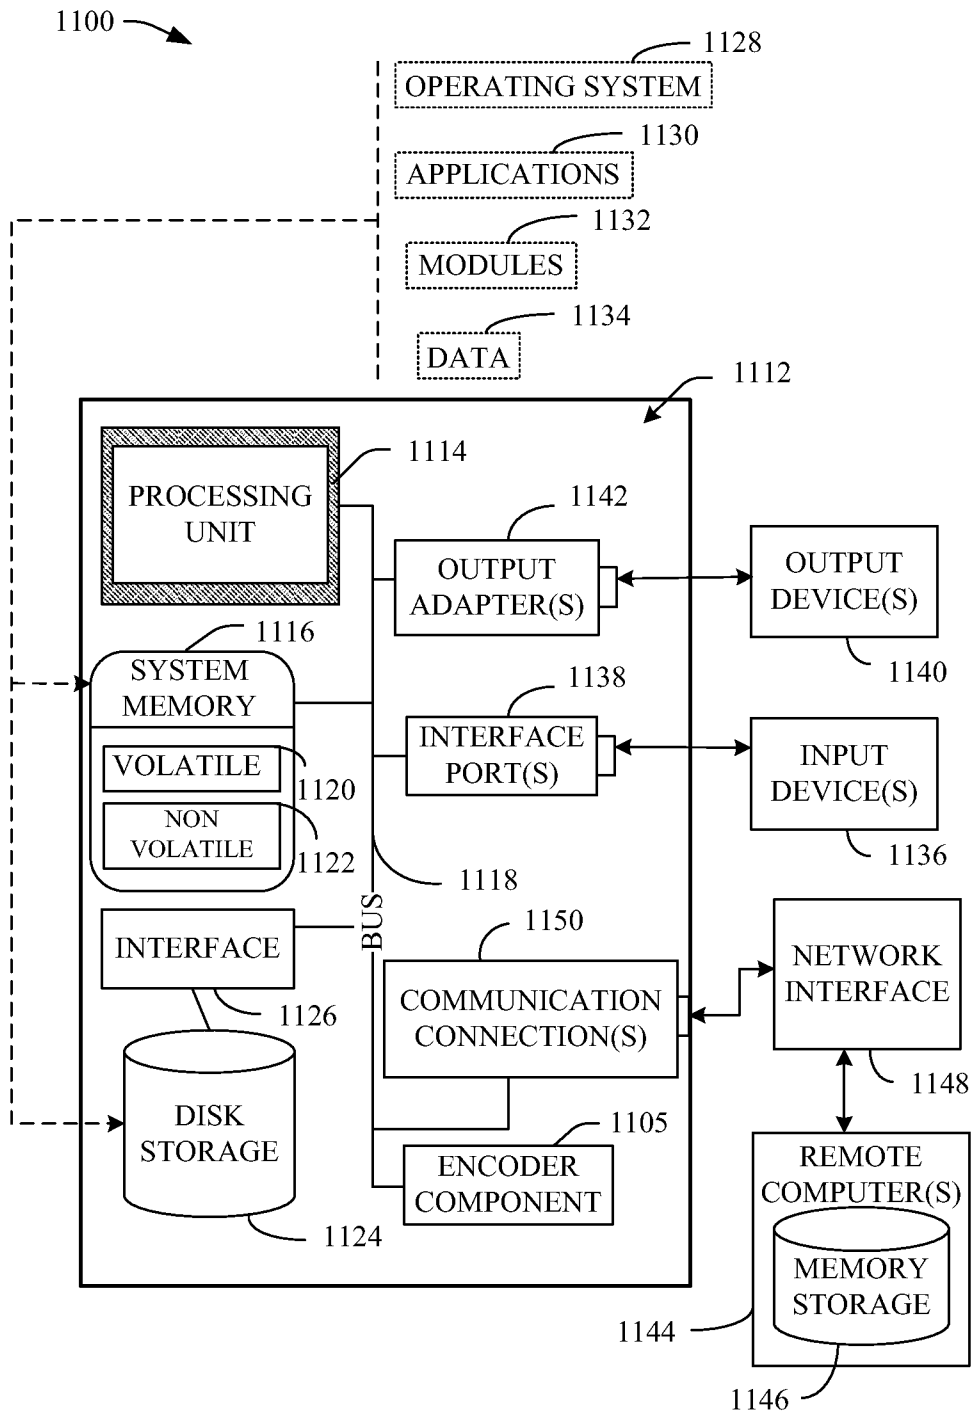 1100
1128
OPERATING SYSTEM
1130
APPLICATIONS
1132
MODULES
1134
DATA
1112
1114
PROCESSING
UNIT
1142
OUTPUT
ADAPTER(S)
OUTPUT
DEVICE(S)
1140
1116
SYSTEM
MEMORY
VOLATILE
1120
NON
VOLATILE
1122
1138
INTERFACE
PORT(S)
INPUT
DEVICE(S)
1136
1118
BUS
INTERFACE
1126
1150
COMMUNICATION
CONNECTION(S)
NETWORK
INTERFACE
1148
DISK
STORAGE
1124
1105
ENCODER
COMPONENT
REMOTE
COMPUTER(S)
MEMORY
STORAGE
1144
1146